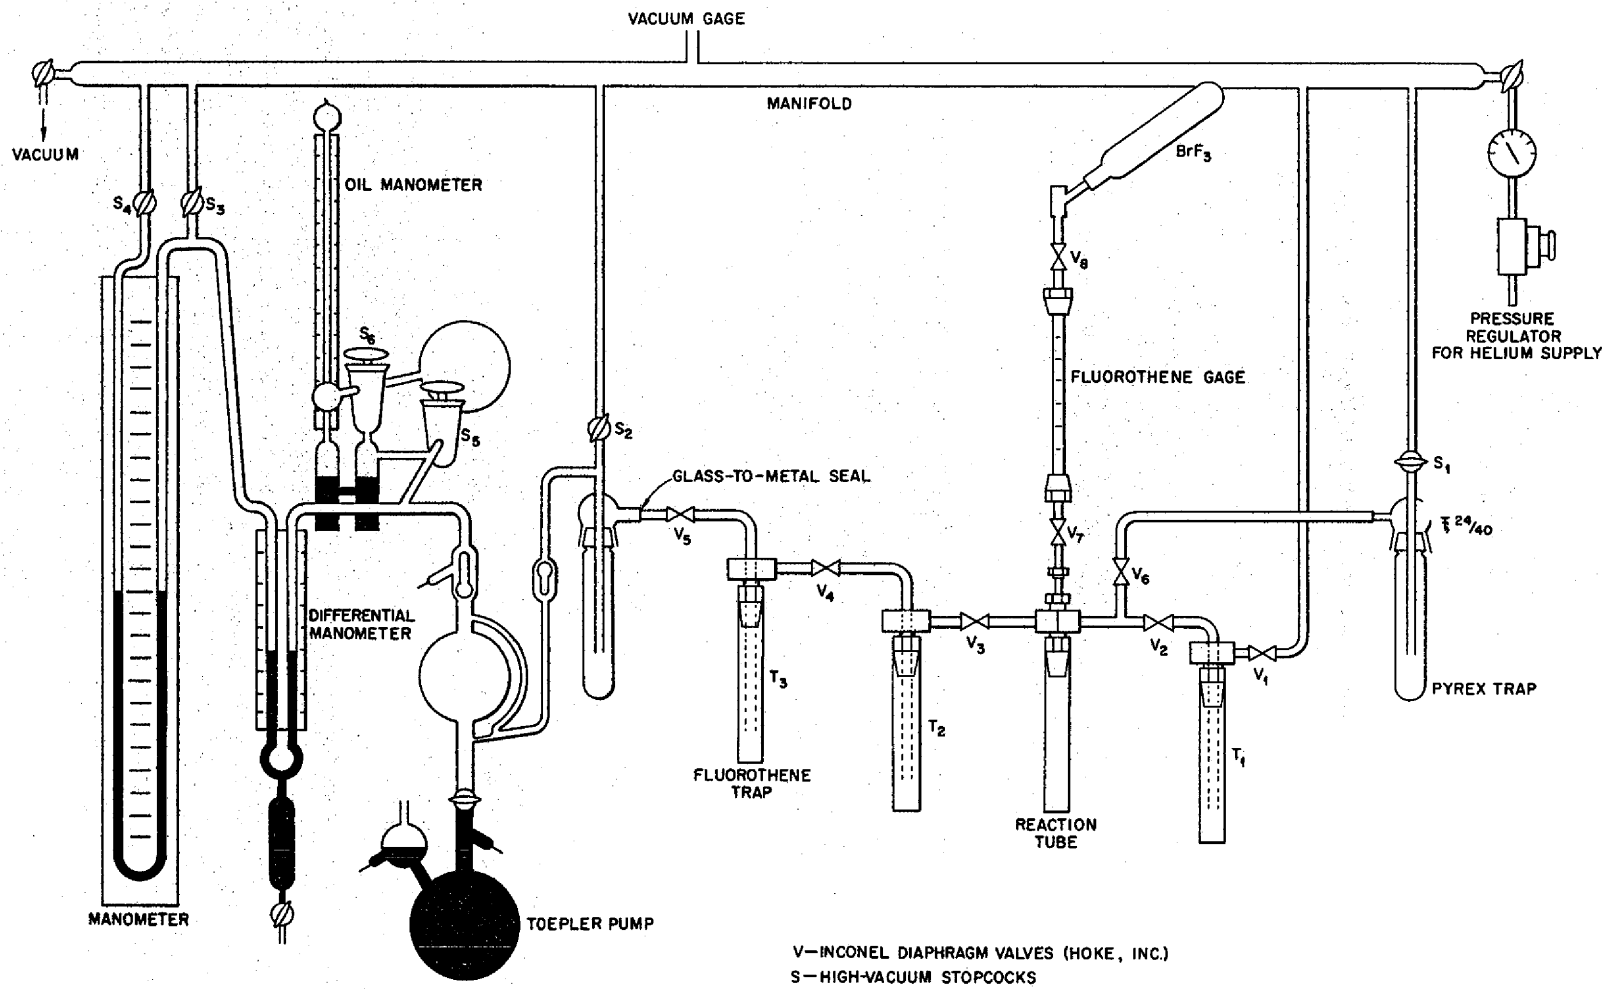 VACUUM GAGE
MANIFOLD
VACUUM
BrF3
OIL MANOMETER
S4
S3
V8
PRESSURE
REGULATOR
FOR HELIUM SUPPLY
S6
FLUOROTHENE GAGE
S5
S2
S1
GLASS-TO-METAL SEAL
V5
V7
24/40
V6
V4
DIFFERENTIAL
MANOMETER
V3
V2
V1
T3
PYREX TRAP
T2
T1
FLUOROTHENE
TRAP
REACTION
TUBE
MANOMETER
TOEPLER PUMP
V—INCONEL DIAPHRAGM VALVES (HOKE, INC.)
S—HIGH-VACUUM STOPCOCKS